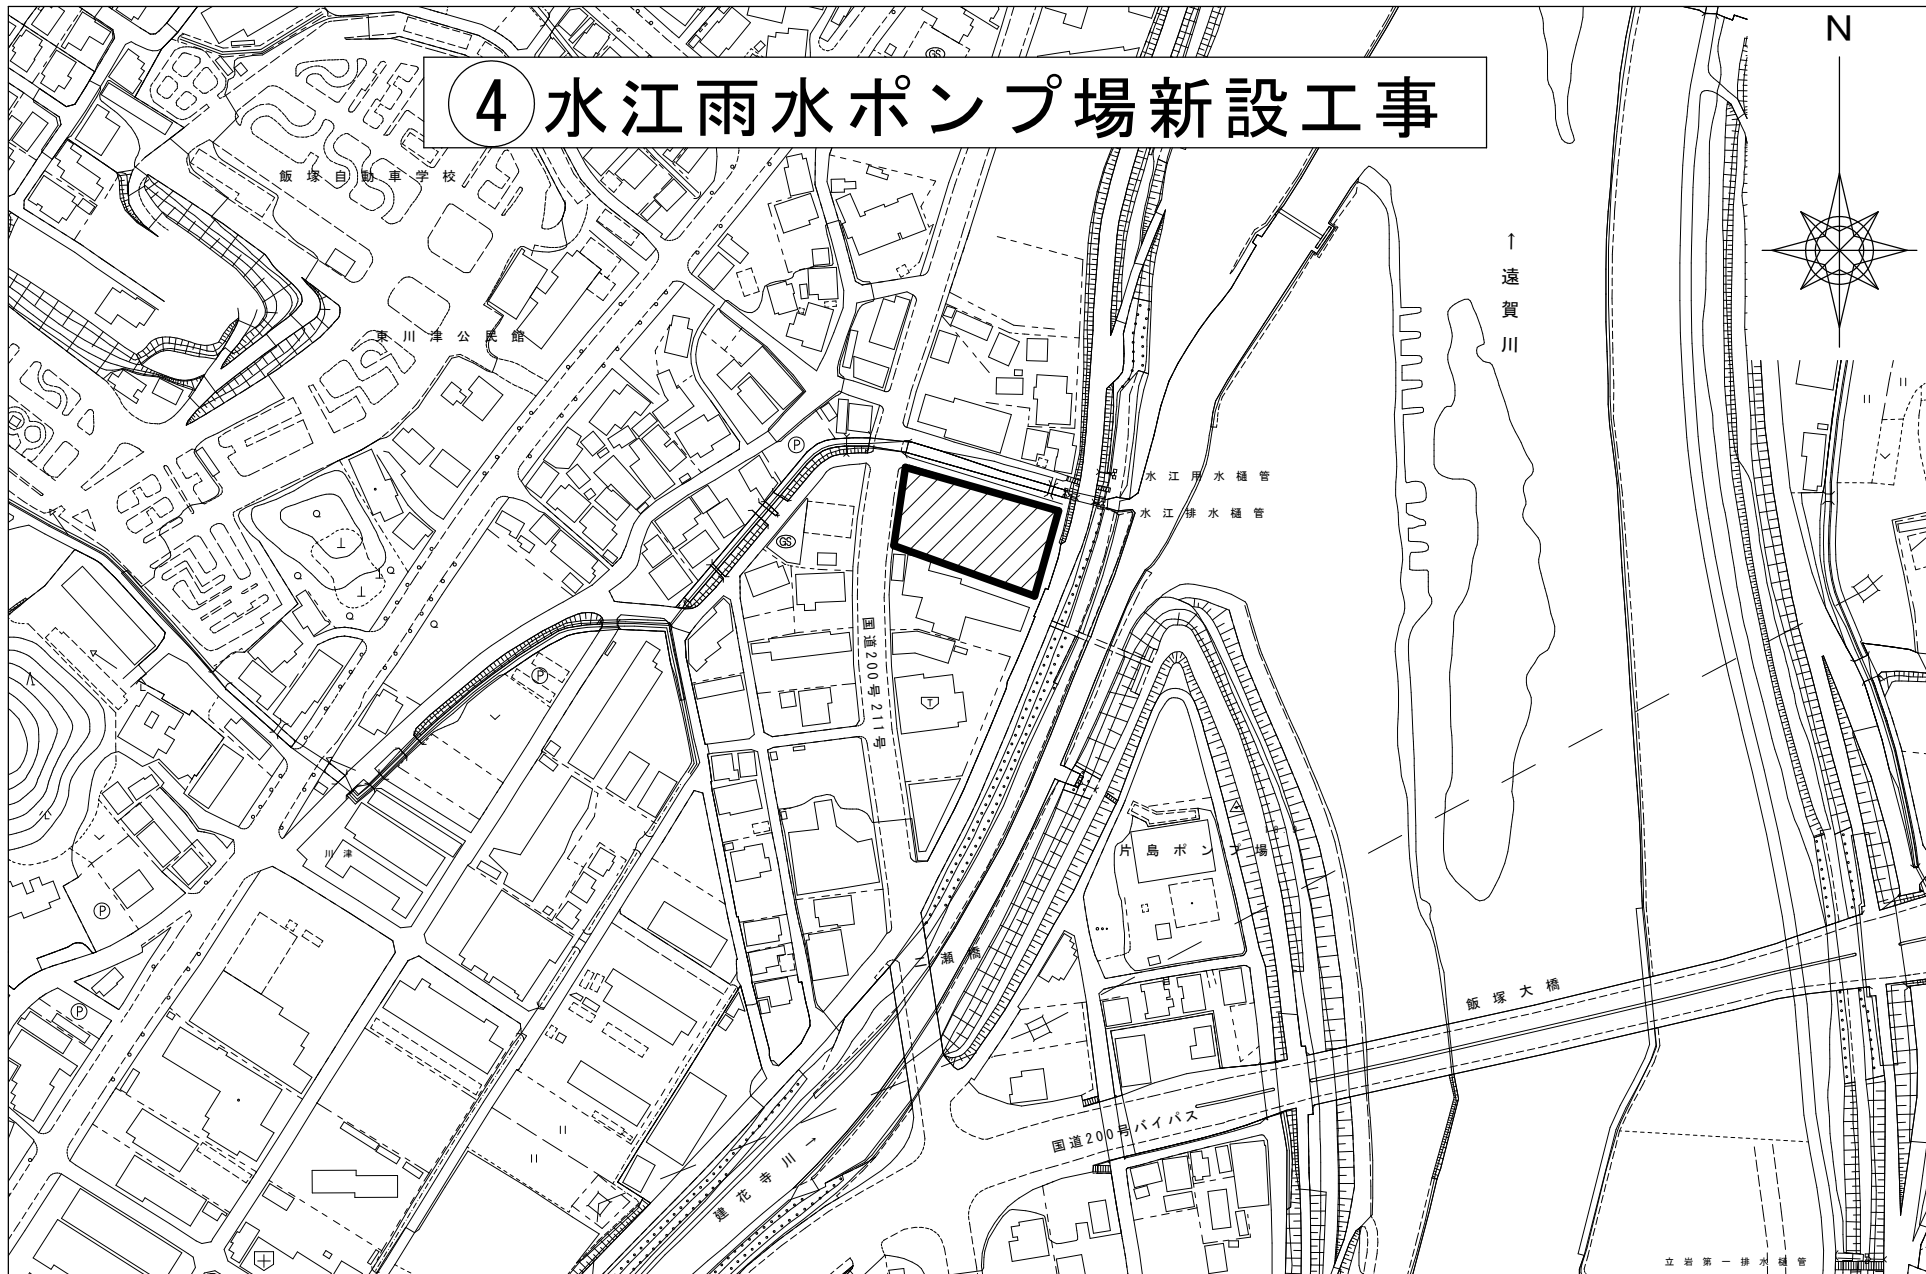 ④水江雨水ポンプ場新設工事
N
GS
飯塚自動車学校
↑遠賀川
東川津公民館
P
水江用水樋管
水江排水樋管
GS
国道200号 211号
P
T
片島ポンプ場
川津
P
二瀬橋
飯塚大橋
P
国道200号バイパス
建花寺川→
立岩第一排水樋管